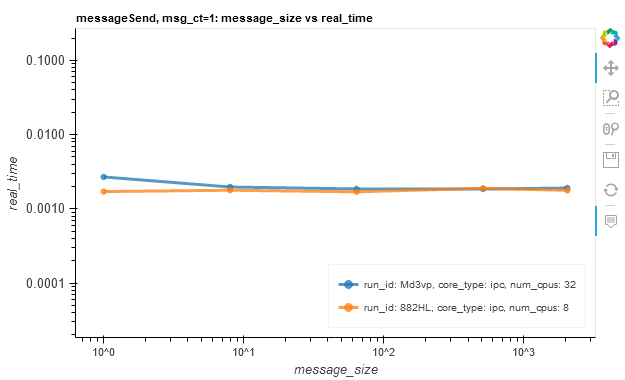 messageSend, msg_ct=1: message_size vs real_time
0.1000
0.0100
0.0010
0.0001
real_time
run_id: Md3vp, core_type: ipc, num_cpus: 32
run_id: 882HL, core_type: ipc, num_cpus: 8
10^0
10^1
10^2
10^3
message_size